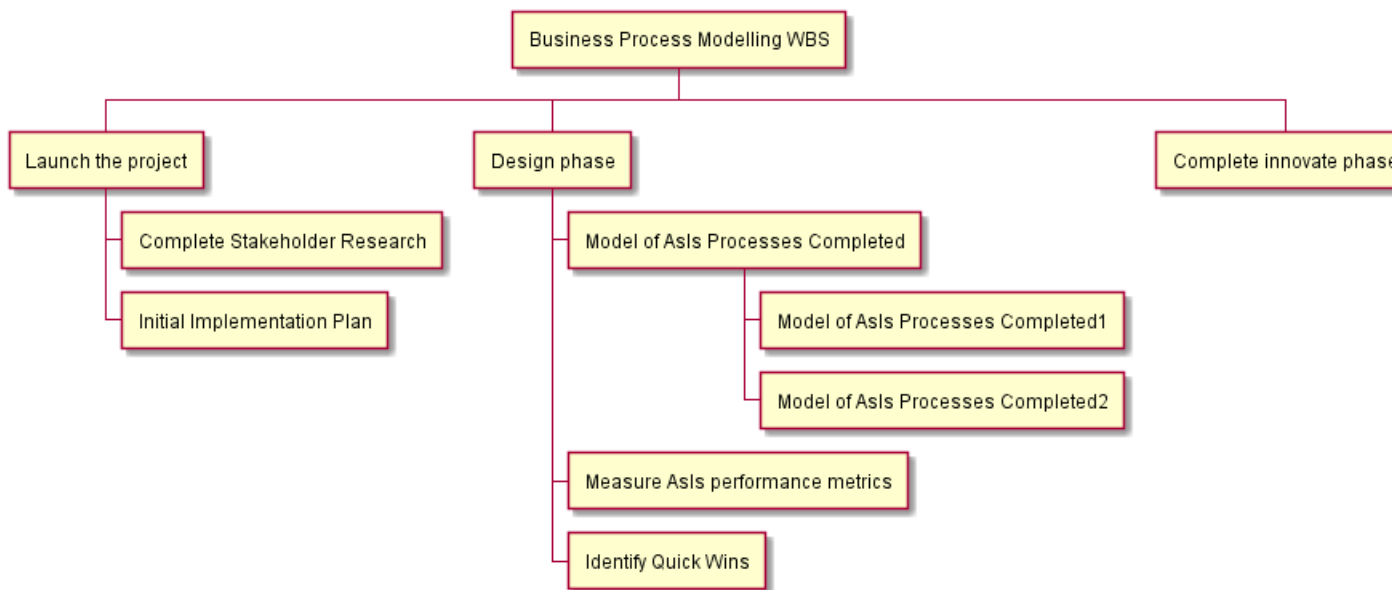 Business Process Modelling WBS
Launch the project
Design phase
Complete innovate phase
Complete Stakeholder Research
Initial Implementation Plan
Model of AsIs Processes Completed
Model of AsIs Processes Completed1
Model of AsIs Processes Completed2
Measure AsIs performance metrics
Identify Quick Wins